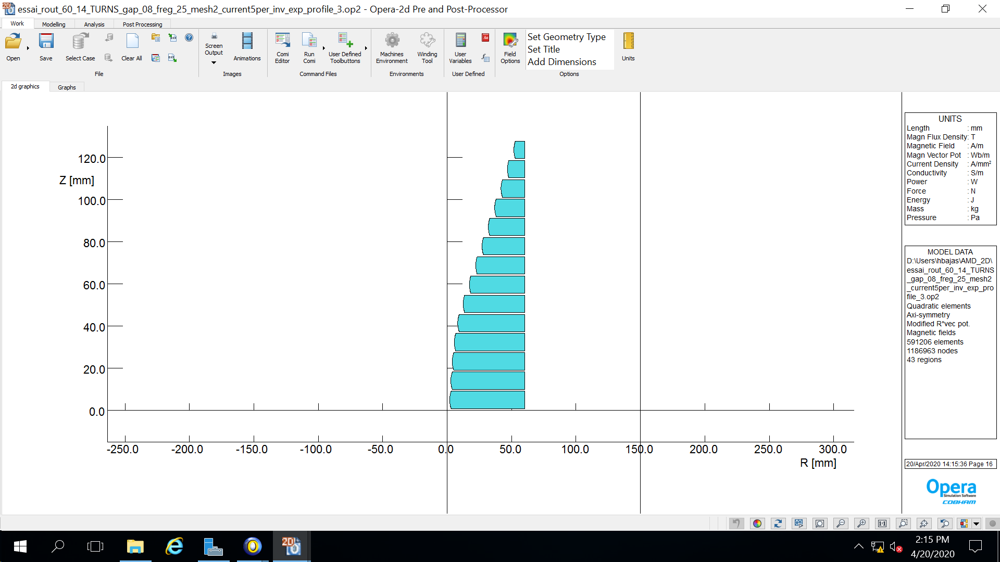 essai_rout_60_14_TURNS_gap_08_freg_25_mesh2_current5per_inv_exp_profile_3.op2 - Opera-2d Pre and Post-Processor
Work Modelling Analysis Post Processing
Open
Save
Select Case
Clear All
File
Screen Output
Animations
Images
Comi Editor
Run Comi
User Defined Toolbuttons
Command Files
Machines Environment
Winding Tool
Environments
User Variables
User Defined
Field Options
Set Geometry Type
Set Title
Add Dimensions
Options
Units
2d graphics Graphs
120.0
Z [mm]
100.0
80.0
60.0
40.0
20.0
0.0
-250.0 -200.0 -150.0 -100.0 -50.0 0.0 50.0 100.0 150.0 200.0 250.0 300.0
R [mm]
UNITS
Length : mm
Magn Flux Density: T
Magnetic Field : A/m
Magn Vector Pot : Wb/m
Current Density : A/mm²
Conductivity : S/m
Power : W
Force : N
Energy : J
Mass : kg
Pressure : Pa
MODEL DATA
D:\Users\hbajas\AMD_2D\
essai_rout_60_14_TURNS
_gap_08_freg_25_mesh2
_current5per_inv_exp_pro
file_3.op2
Quadratic elements
Axi-symmetry
Modified R*vec pot.
Magnetic fields
591206 elements
1186963 nodes
43 regions
20/Apr/2020 14:15:36 Page 16
Opera
Simulation Software
COBHAM
1:1
2D
2:15 PM
4/20/2020